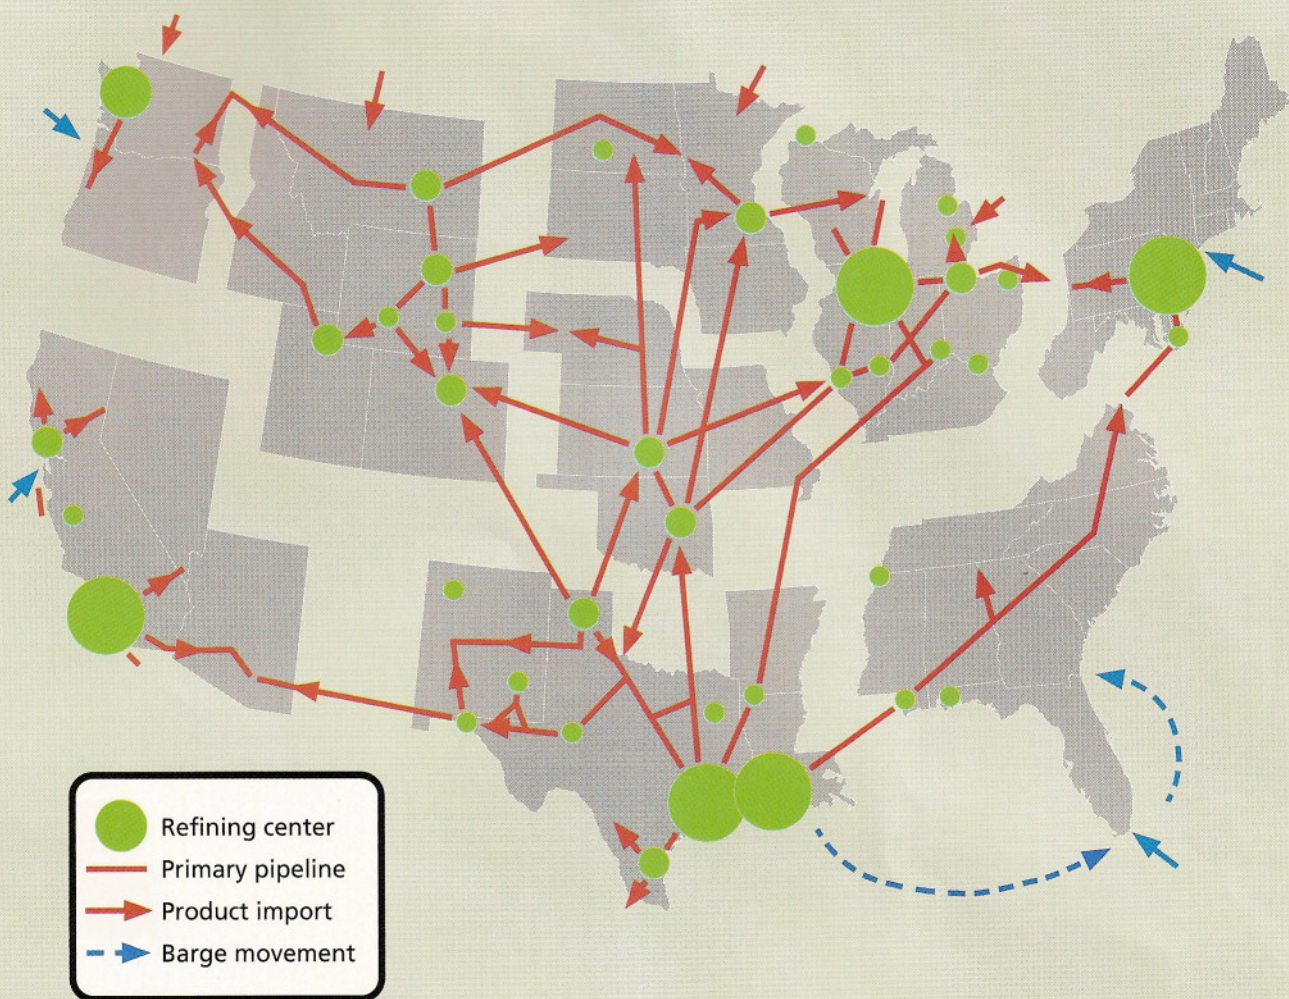 Refining center
Primary pipeline
Product import
Barge movement